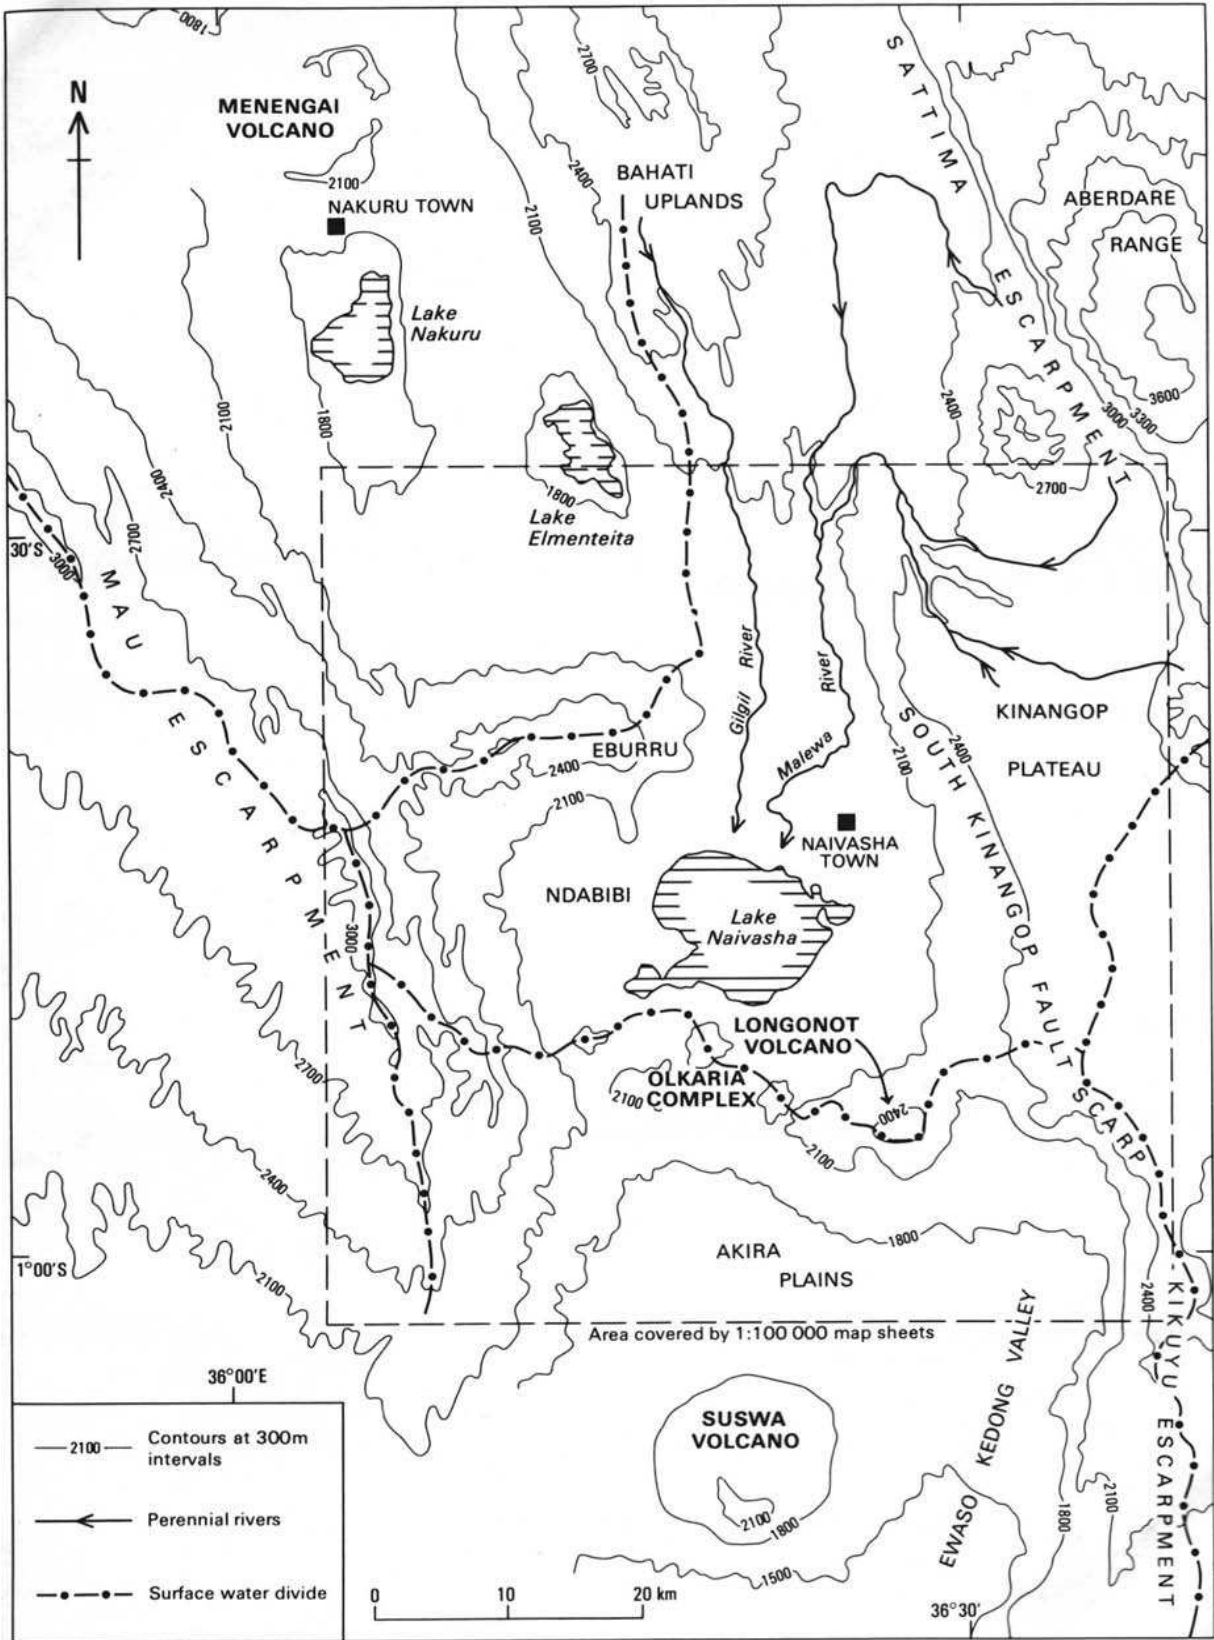 1800
N
MENENGAI
VOLCANO
2100
NAKURU TOWN
2700
2400
BAHATI
UPLANDS
2100
SATTIMA ESCARPMENT
ABERDARE
RANGE
Lake
Nakuru
2100
1800
2400
3600
3000
3300
2700
2400
2700
1800
Lake
Elmenteita
30'S
3000
MAU ESCARPMENT
Gilgil River
Malewa River
KINANGOP
PLATEAU
SOUTH KINANGOP FAULT SCARP
2400
2100
EBURRU
2400
2100
NAIVASHA
TOWN
NDABIBI
Lake
Naivasha
3000
LONGONOT
VOLCANO
OLKARIA
COMPLEX
2100
2400
2100
2700
2400
1800
AKIRA
PLAINS
1°00'S
2100
2400
KIKUYU ESCARPMENT
Area covered by 1:100 000 map sheets
EWASO KEDONG VALLEY
36°00'E
SUSWA
VOLCANO
2100
1800
1800
2100
1500
2100 Contours at 300m
intervals
Perennial rivers
Surface water divide
0 10 20 km
36°30'